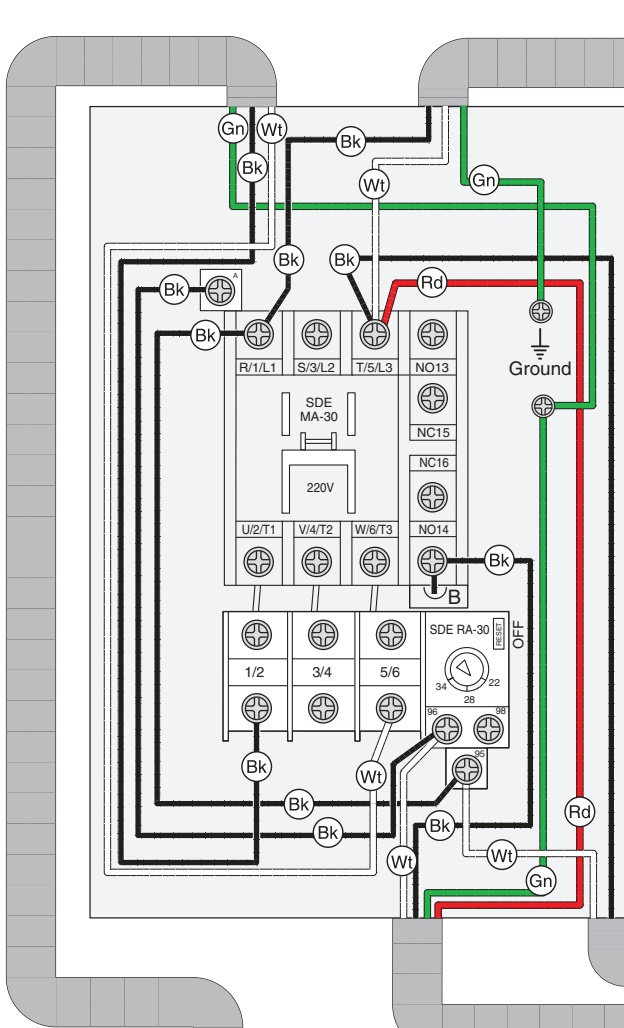 Gn
Wt
Bk
Bk
Wt
Gn
Bk
Bk
Rd
A
Bk
Bk
R/1/L1
S/3/L2
T/5/L3
NO13
Ground
SDE
MA-30
NC15
NC16
220V
U/2/T1
V/4/T2
W/6/T3
NO14
Bk
B
SDE RA-30
RESET
OFF
1/2
3/4
5/6
34
22
28
96
98
95
Bk
Wt
Bk
Rd
Bk
Bk
Wt
Wt
Gn